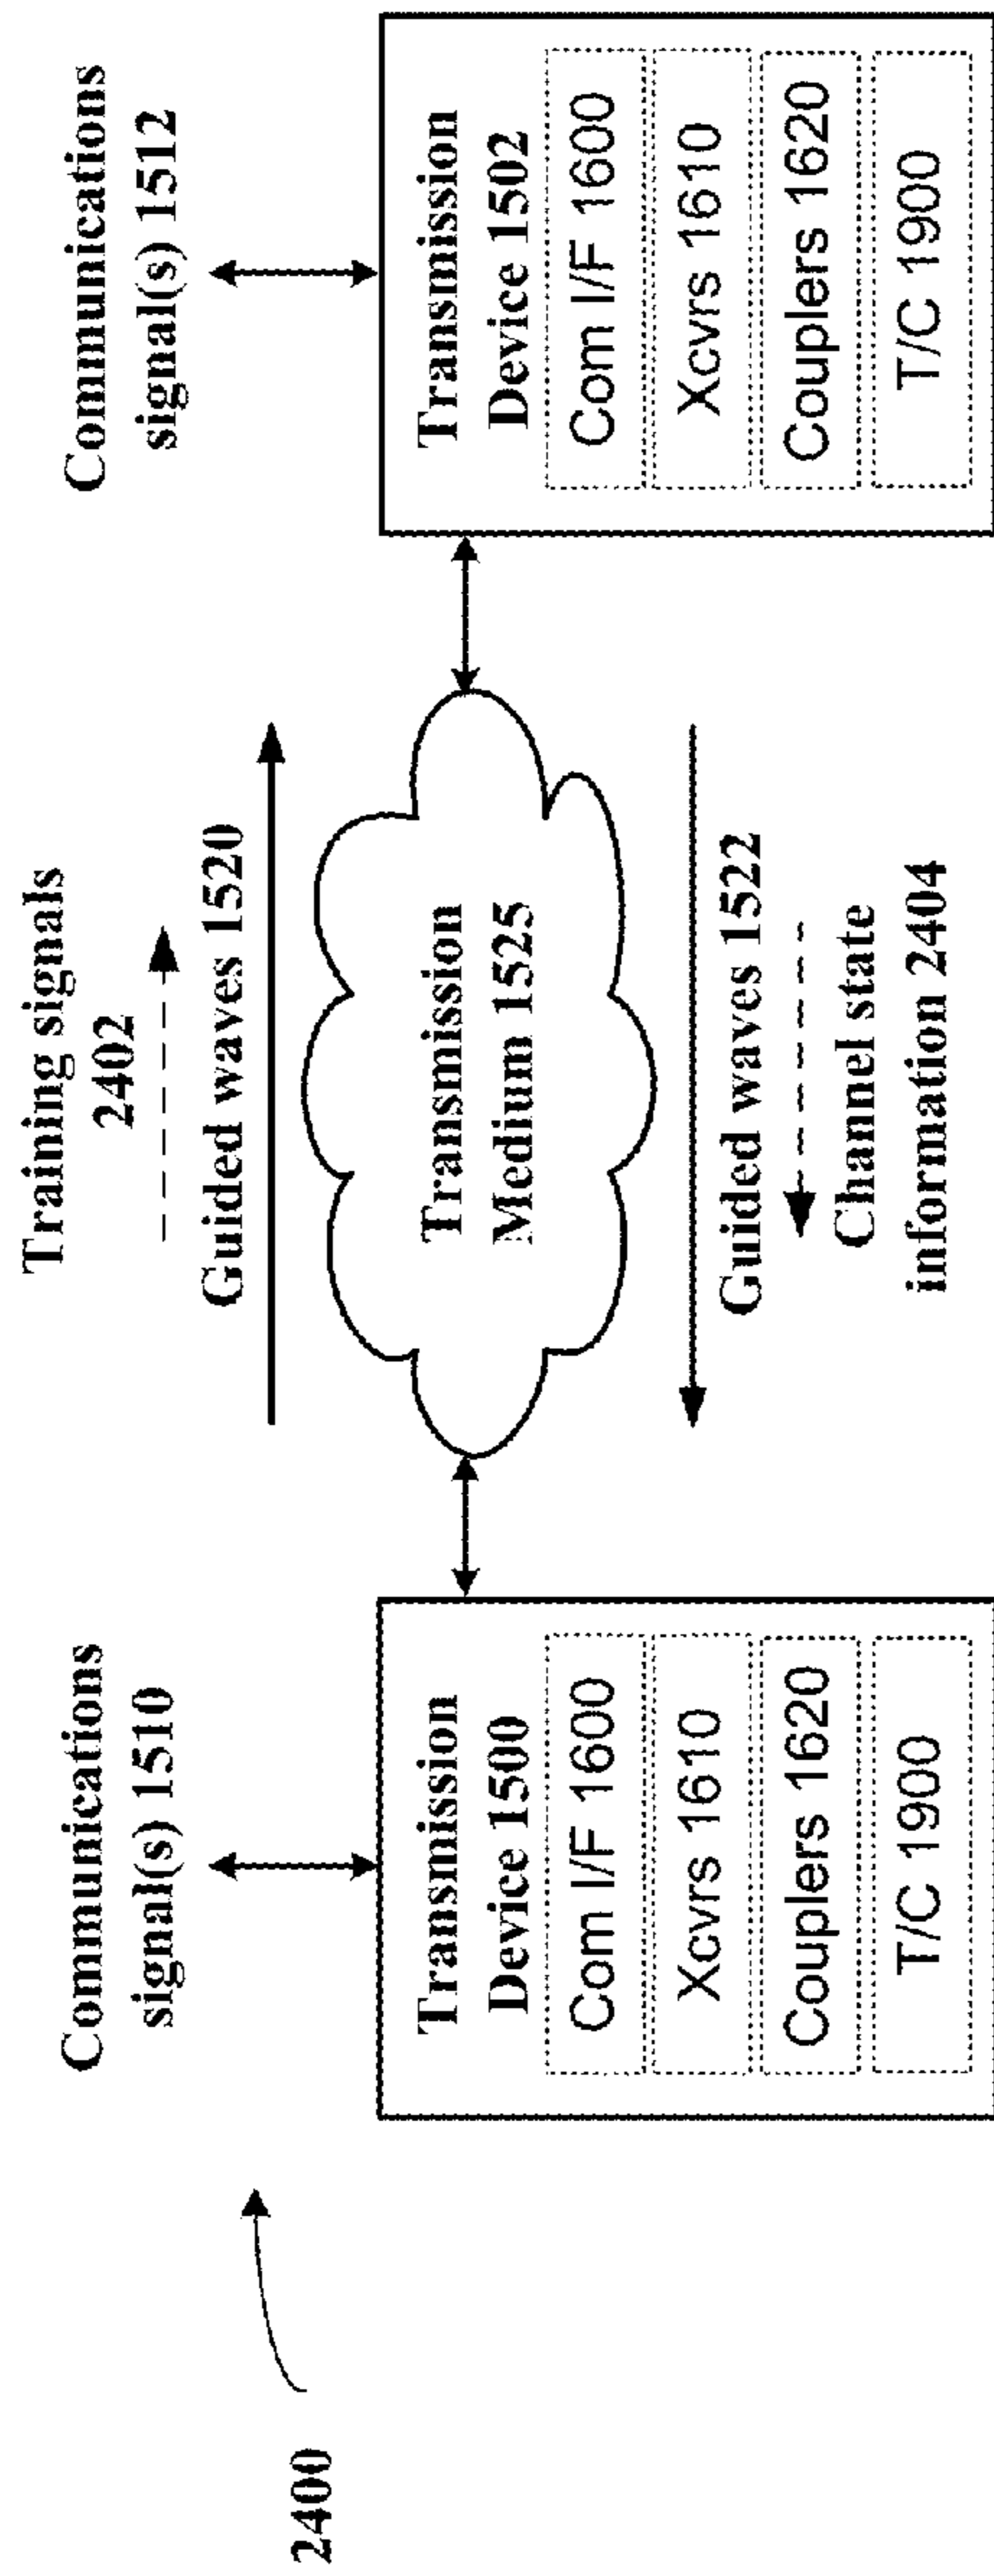 2400
Communications
signal(s) 1510
Transmission
Device 1500
Com I/F 1600
Xcvrs 1610
Couplers 1620
T/C 1900
Training signals
2402
Guided waves 1520
Transmission
Medium 1525
Guided waves 1522
Channel state
information 2404
Communications
signal(s) 1512
Transmission
Device 1502
Com I/F 1600
Xcvrs 1610
Couplers 1620
T/C 1900